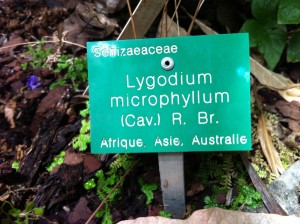 Schizaeaceae
Lygodium
microphyllum
(Cav.) R. Br.
Afrique, Asie, Australie